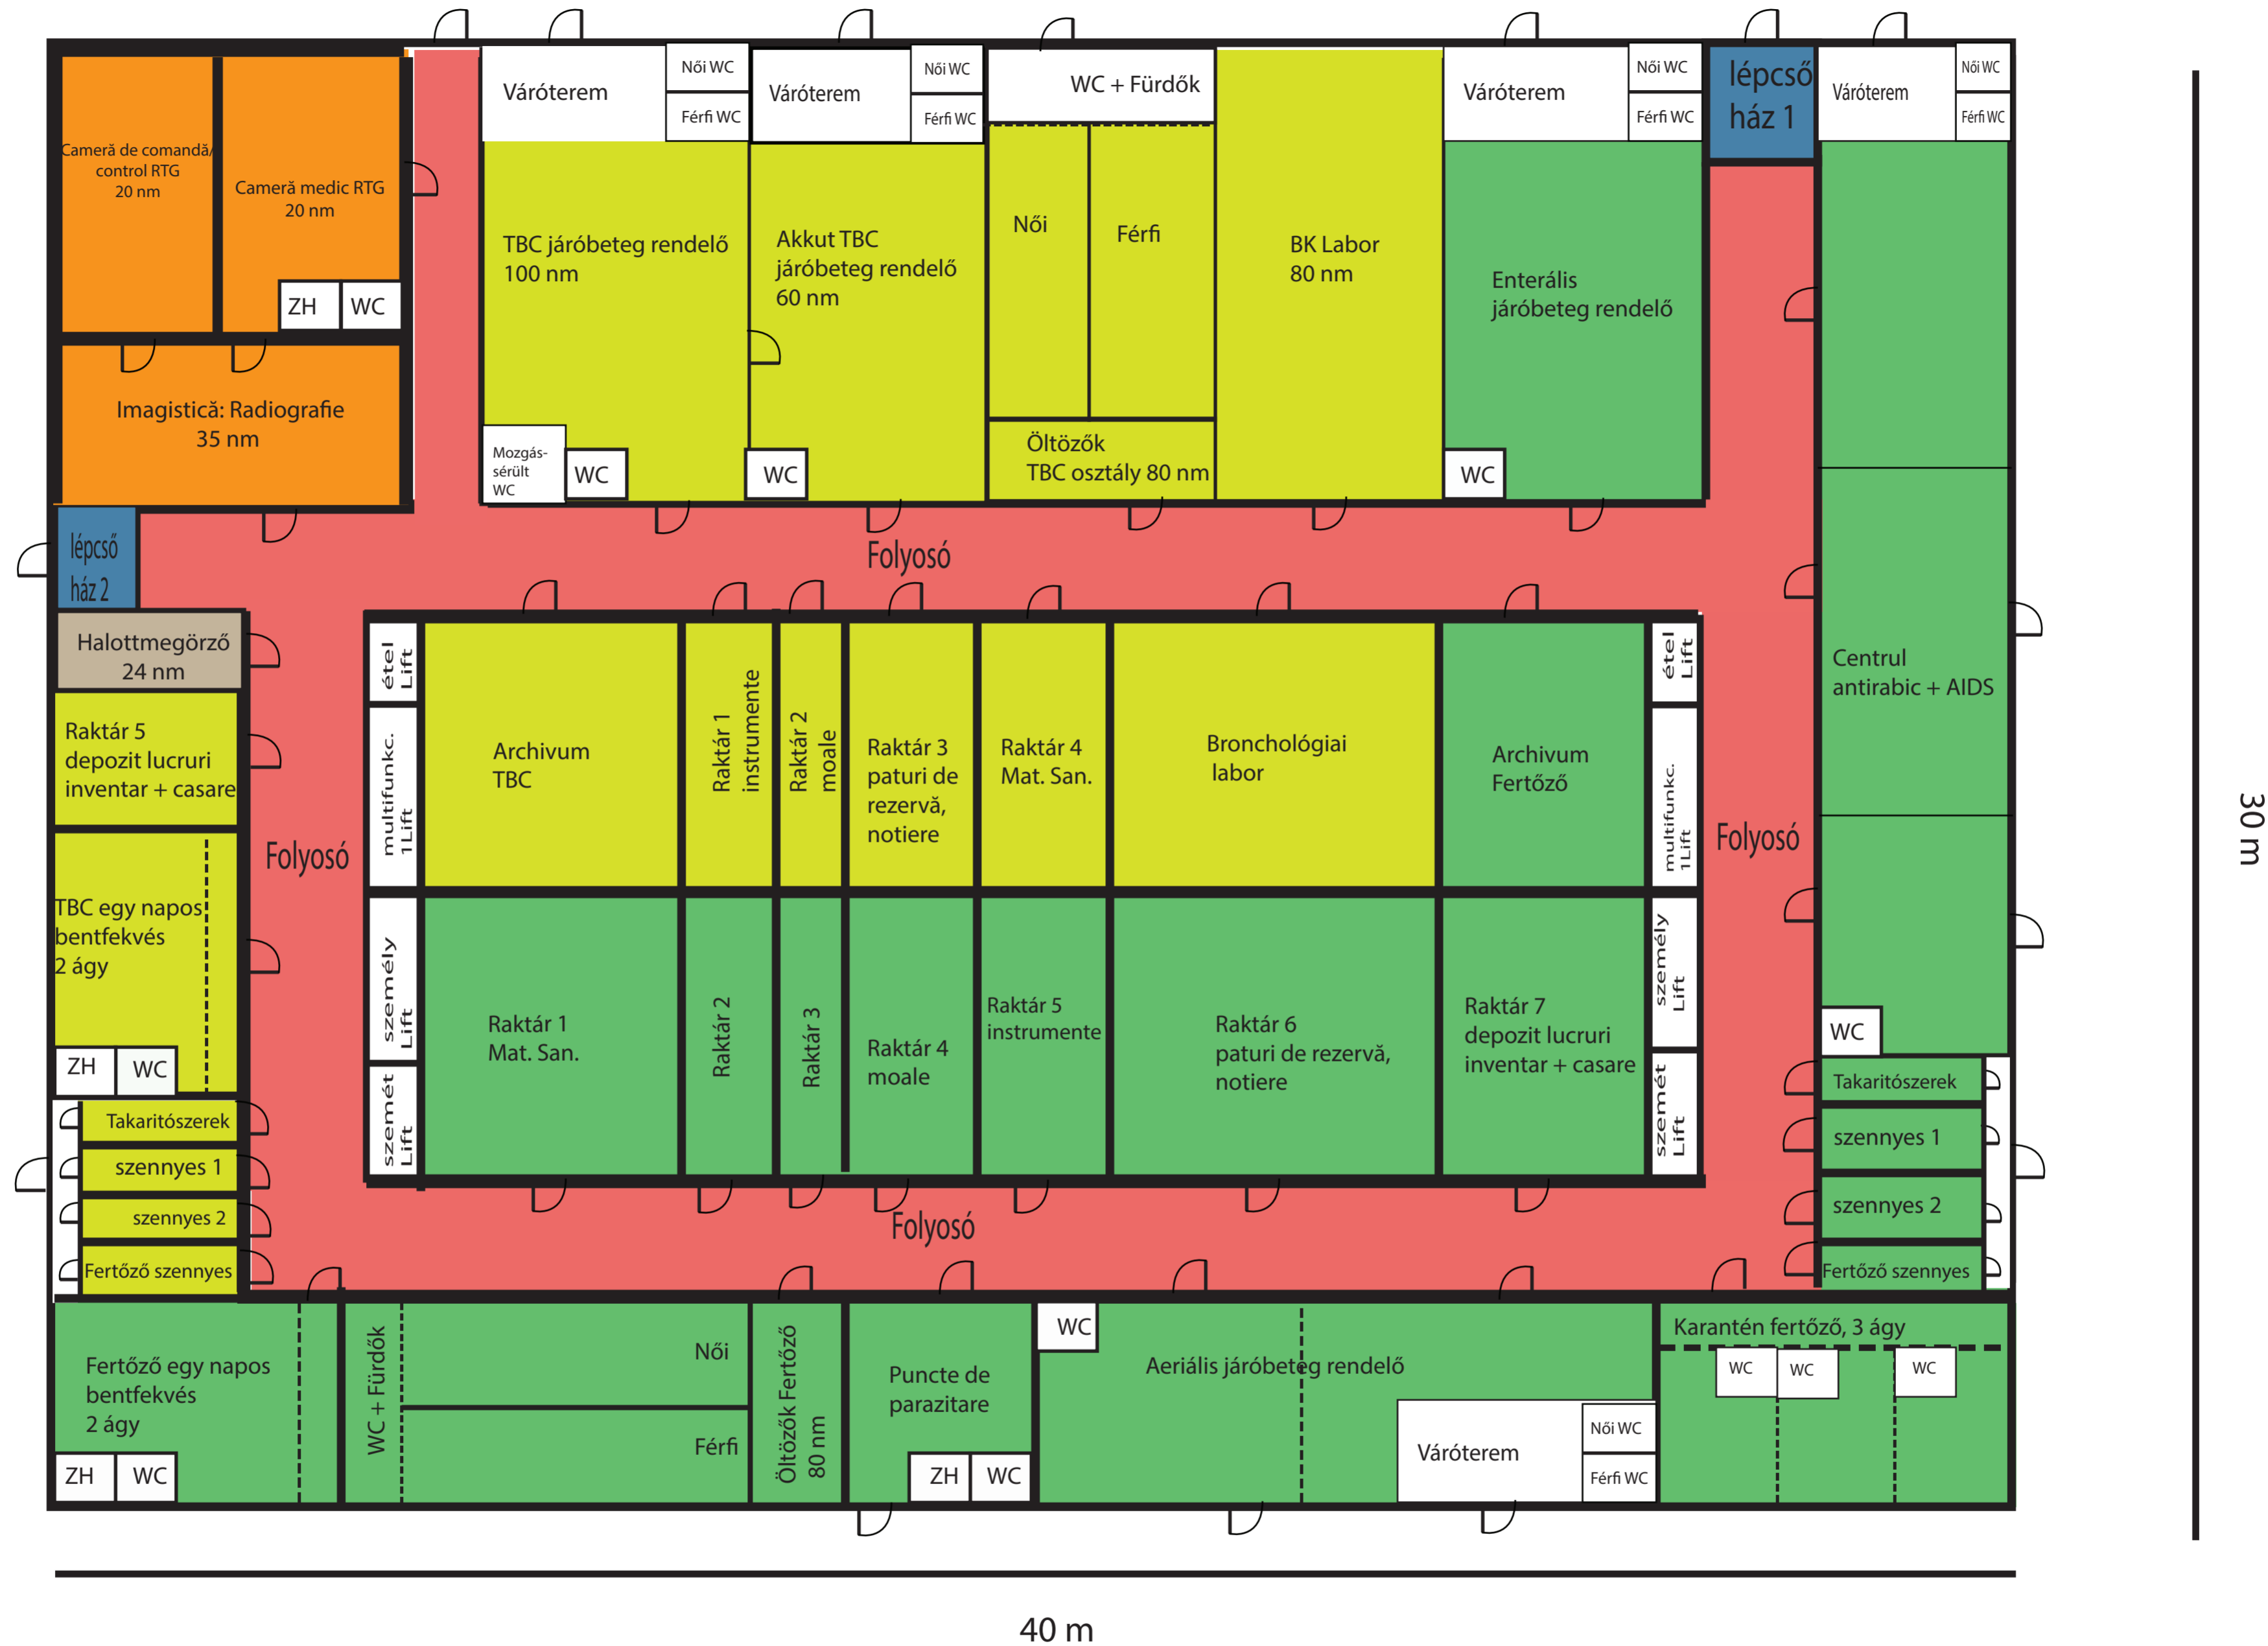 Cameră de comandă/
control RTG
20 nm
Cameră medic RTG
20 nm
ZH
WC
Imagistică: Radiografie
35 nm
Váróterem
Női WC
Férfi WC
TBC járóbeteg rendelő
100 nm
Mozgás-
sérült
WC
WC
Váróterem
Női WC
Férfi WC
Akkut TBC
járóbeteg rendelő
60 nm
WC
WC + Fürdők
Női
Férfi
Öltözők
TBC osztály 80 nm
BK Labor
80 nm
Váróterem
Női WC
Férfi WC
Enterális
járóbeteg rendelő
WC
lépcső
ház 1
Váróterem
Női WC
Férfi WC
lépcső
ház 2
Folyosó
Halottmegörző
24 nm
Raktár 5
depozit lucruri
inventar + casare
TBC egy napos
bentfekvés
2 ágy
ZH
WC
Takaritószerek
szennyes 1
szennyes 2
Fertőző szennyes
Folyosó
étel
Lift
multifunkc.
1Lift
személy
Lift
szemét
Lift
Archivum
TBC
Raktár 1
instrumente
Raktár 2
moale
Raktár 3
paturi de
rezervă,
notiere
Raktár 4
Mat. San.
Bronchológiai
labor
Archivum
Fertőző
étel
Lift
multifunkc.
1Lift
személy
Lift
szemét
Lift
Raktár 1
Mat. San.
Raktár 2
Raktár 3
Raktár 4
moale
Raktár 5
instrumente
Raktár 6
paturi de rezervă,
notiere
Raktár 7
depozit lucruri
inventar + casare
Folyosó
Centrul
antirabic + AIDS
WC
Takaritószerek
szennyes 1
szennyes 2
Fertőző szennyes
Folyosó
Fertőző egy napos
bentfekvés
2 ágy
ZH
WC
WC + Fürdők
Női
Férfi
Öltözők Fertőző
80 nm
Puncte de
parazitare
ZH
WC
WC
Aeriális járóbeteg rendelő
Váróterem
Női WC
Férfi WC
Karantén fertőző, 3 ágy
WC
WC
WC
30 m
40 m